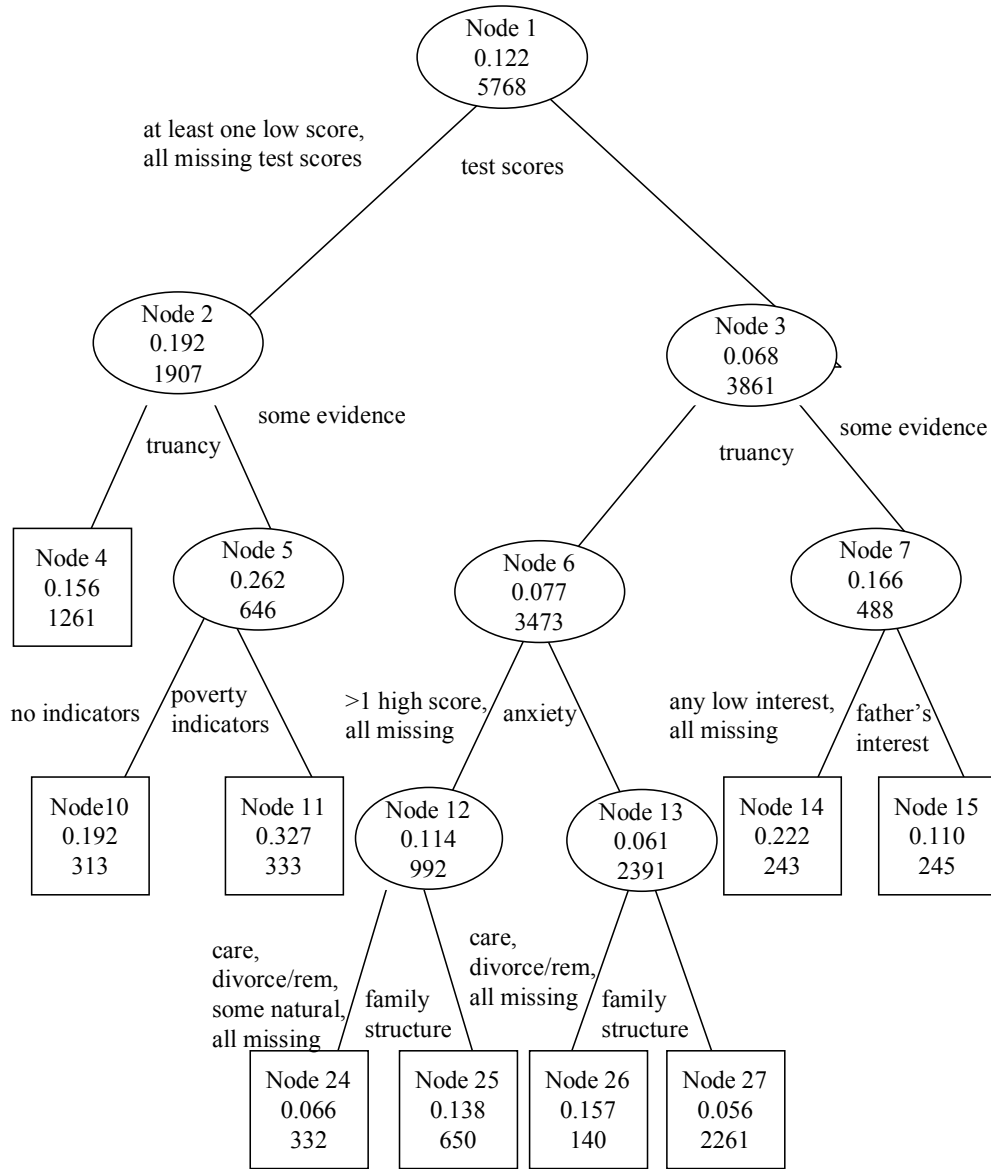 Node 1
0.122
5768
at least one low score,
all missing test scores
test scores
Node 2
0.192
1907
Node 3
0.068
3861
some evidence
truancy
some evidence
truancy
Node 4
0.156
1261
Node 5
0.262
646
Node 6
0.077
3473
Node 7
0.166
488
no indicators
poverty
indicators
>1 high score,
all missing
anxiety
any low interest,
all missing
father’s
interest
Node10
0.192
313
Node 11
0.327
333
Node 12
0.114
992
Node 13
0.061
2391
Node 14
0.222
243
Node 15
0.110
245
care,
divorce/rem,
some natural,
all missing
family
structure
care,
divorce/rem,
all missing
family
structure
Node 24
0.066
332
Node 25
0.138
650
Node 26
0.157
140
Node 27
0.056
2261